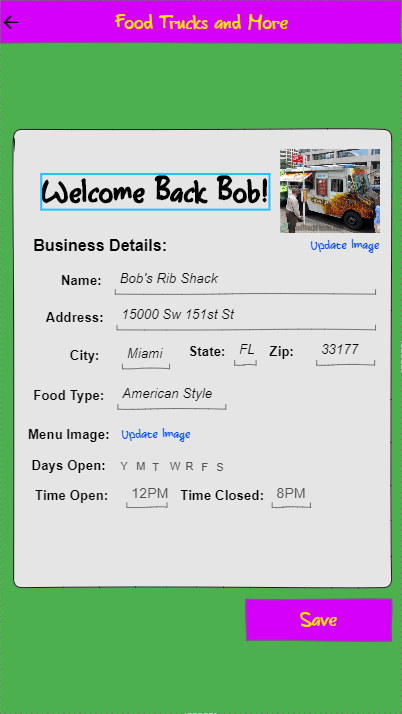 Food Trucks and More
Welcome Back Bob!
Update Image
Business Details:
Name: Bob's Rib Shack
Address: 15000 Sw 151st St
City: Miami State: FL Zip: 33177
Food Type: American Style
Menu Image: Update Image
Days Open: Y M T W R F S
Time Open: 12PM Time Closed: 8PM
Save